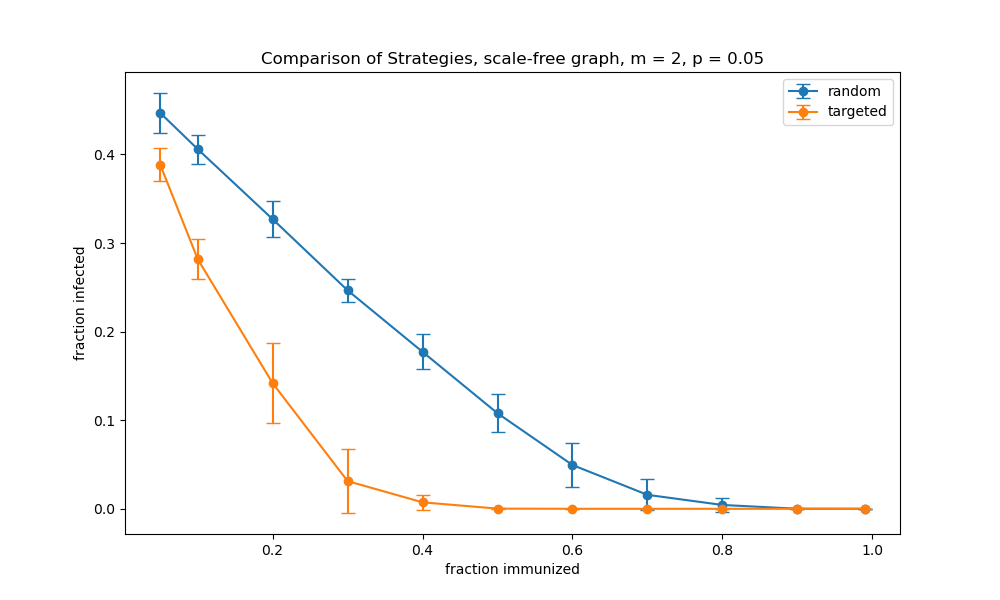 Comparison of Strategies, scale-free graph, m = 2, p = 0.05
random
targeted
fraction infected
0.4
0.3
0.2
0.1
0.0
0.2
0.4
0.6
0.8
1.0
fraction immunized